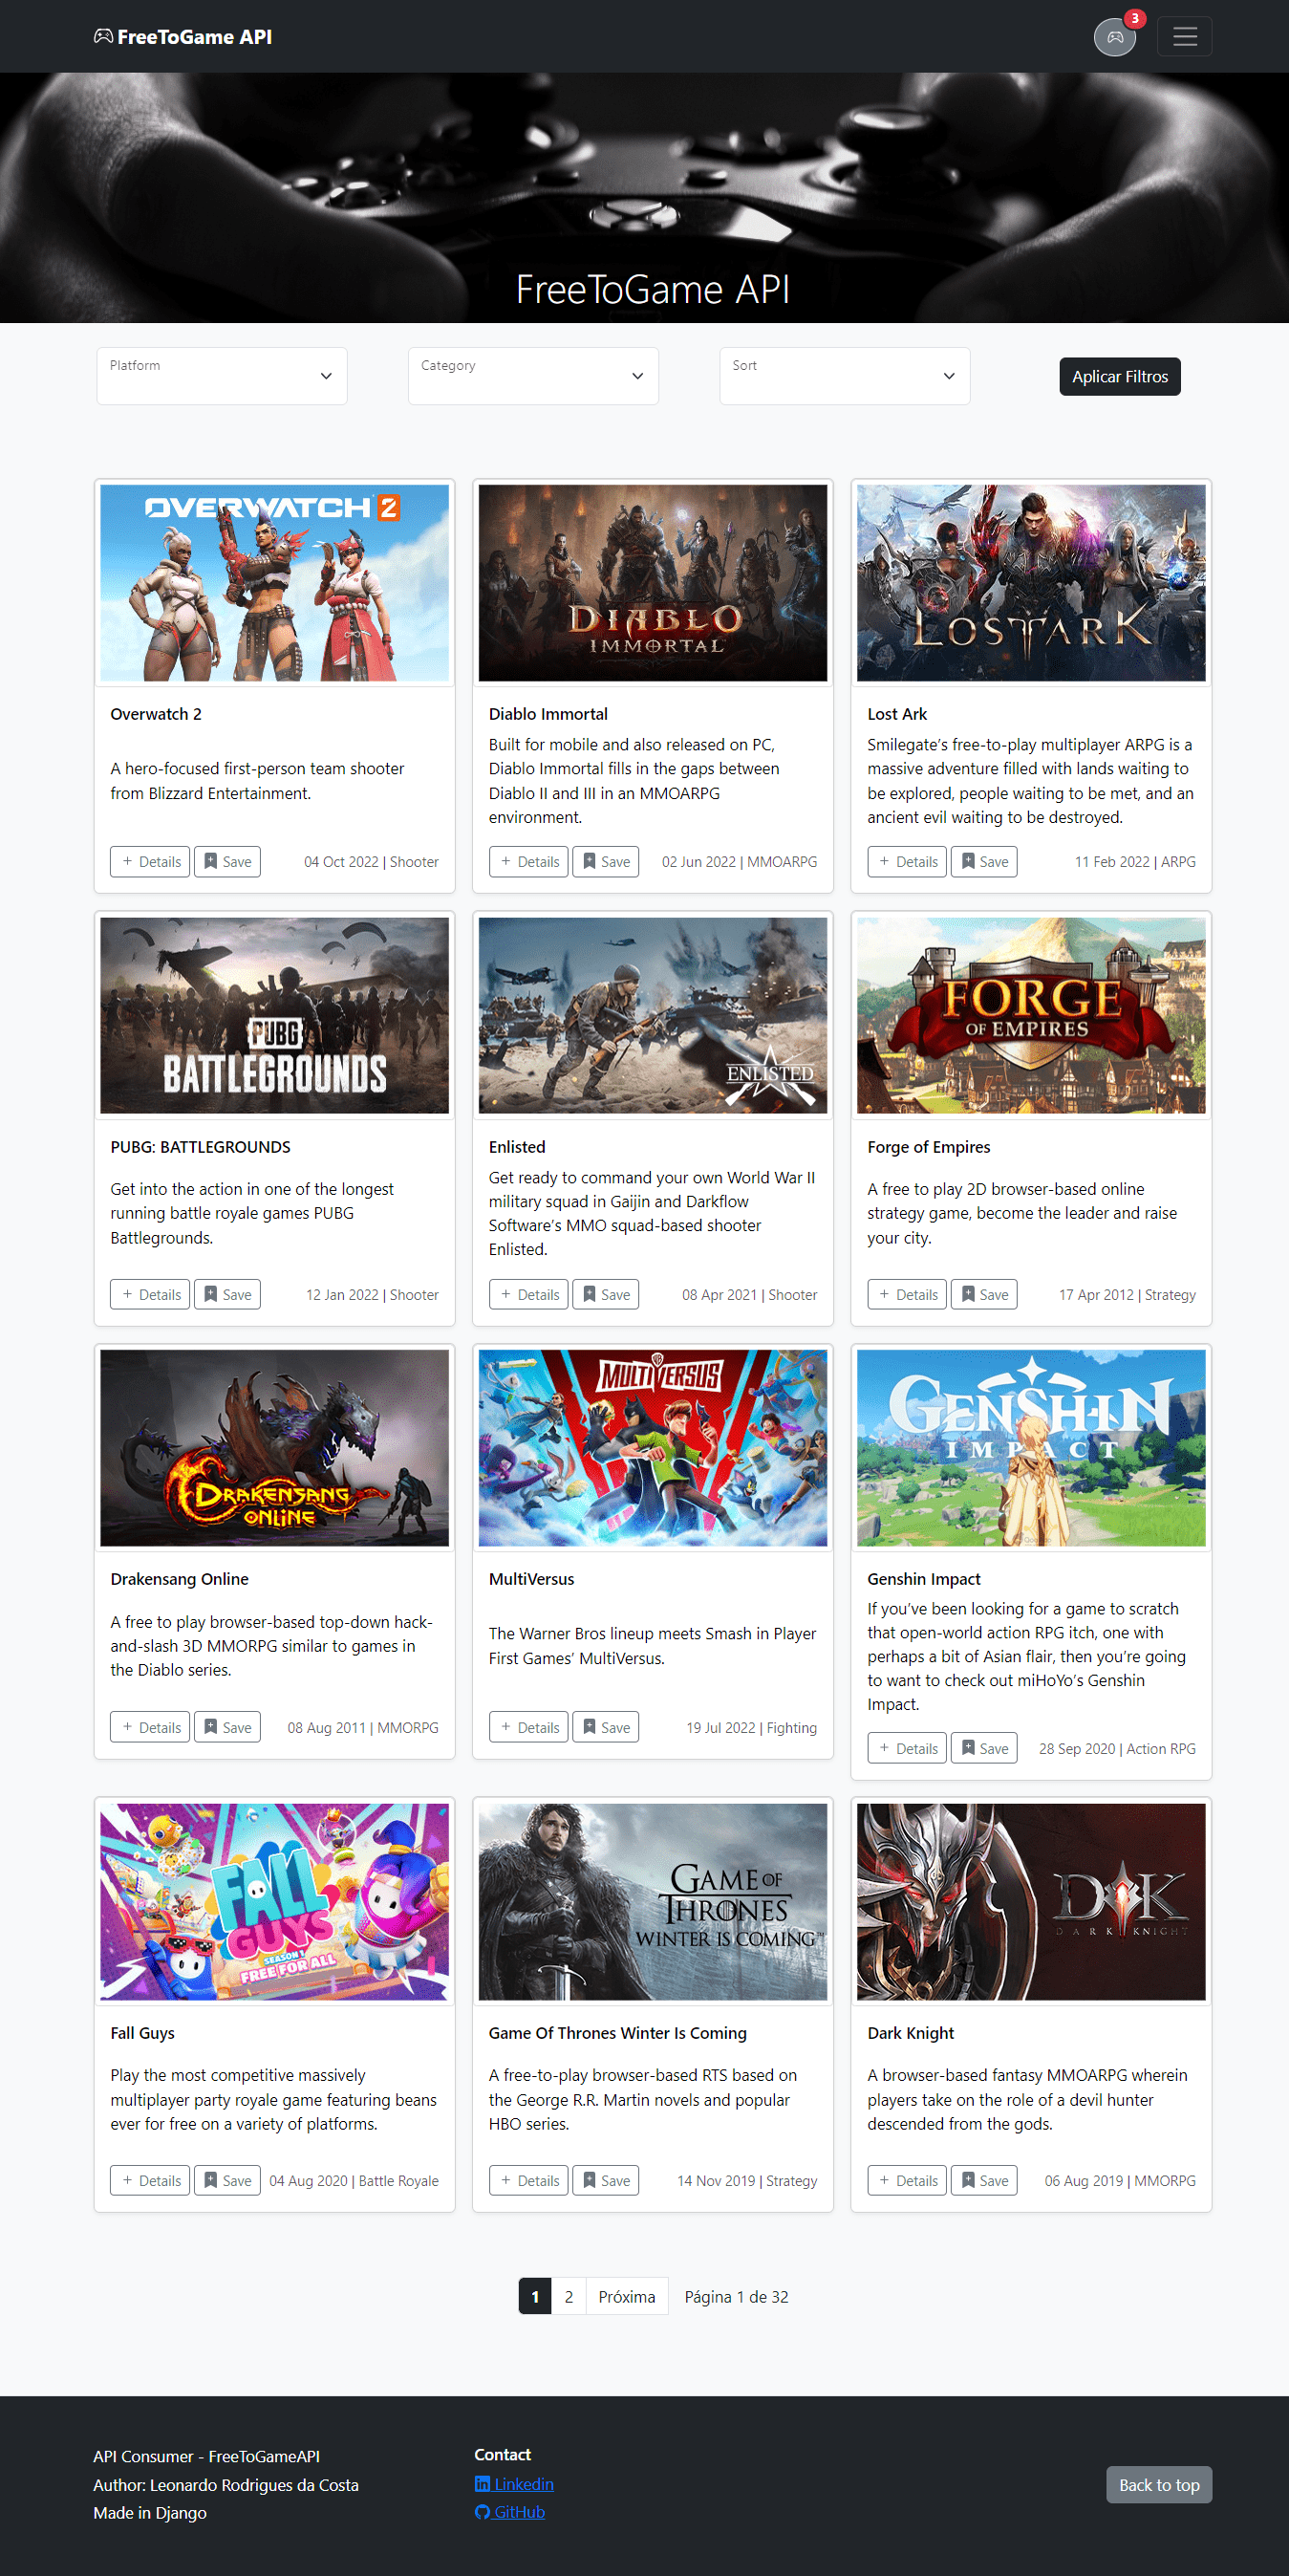 FreeToGame API
3
FreeToGame API
Platform
Category
Sort
Aplicar Filtros
OVERWATCH 2
DIABLO
IMMORTAL
LOST ARK
Overwatch 2
A hero-focused first-person team shooter
from Blizzard Entertainment.
+ Details
Save
04 Oct 2022 | Shooter
Diablo Immortal
Built for mobile and also released on PC,
Diablo Immortal fills in the gaps between
Diablo II and III in an MMOARPG
environment.
+ Details
Save
02 Jun 2022 | MMOARPG
Lost Ark
Smilegate’s free-to-play multiplayer ARPG is a
massive adventure filled with lands waiting to
be explored, people waiting to be met, and an
ancient evil waiting to be destroyed.
+ Details
Save
11 Feb 2022 | ARPG
PUBG
BATTLEGROUNDS
ENLISTED
FORGE
OF EMPIRES
PUBG: BATTLEGROUNDS
Get into the action in one of the longest
running battle royale games PUBG
Battlegrounds.
+ Details
Save
12 Jan 2022 | Shooter
Enlisted
Get ready to command your own World War II
military squad in Gaijin and Darkflow
Software’s MMO squad-based shooter
Enlisted.
+ Details
Save
08 Apr 2021 | Shooter
Forge of Empires
A free to play 2D browser-based online
strategy game, become the leader and raise
your city.
+ Details
Save
17 Apr 2012 | Strategy
DRAKENSANG
ONLINE
MULTIVERSUS
GENSHIN
IMPACT
Drakensang Online
A free to play browser-based top-down hack-
and-slash 3D MMORPG similar to games in
the Diablo series.
+ Details
Save
08 Aug 2011 | MMORPG
MultiVersus
The Warner Bros lineup meets Smash in Player
First Games’ MultiVersus.
+ Details
Save
19 Jul 2022 | Fighting
Genshin Impact
If you’ve been looking for a game to scratch
that open-world action RPG itch, one with
perhaps a bit of Asian flair, then you’re going
to want to check out miHoYo’s Genshin
Impact.
+ Details
Save
28 Sep 2020 | Action RPG
FALL
GUYS
SEASON 1
FREE FOR ALL
GAME OF
THRONES
WINTER IS COMING™
DK
DARK KNIGHT
Fall Guys
Play the most competitive massively
multiplayer party royale game featuring beans
ever for free on a variety of platforms.
+ Details
Save
04 Aug 2020 | Battle Royale
Game Of Thrones Winter Is Coming
A free-to-play browser-based RTS based on
the George R.R. Martin novels and popular
HBO series.
+ Details
Save
14 Nov 2019 | Strategy
Dark Knight
A browser-based fantasy MMOARPG wherein
players take on the role of a devil hunter
descended from the gods.
+ Details
Save
06 Aug 2019 | MMORPG
1
2
Próxima
Página 1 de 32
API Consumer - FreeToGameAPI
Author: Leonardo Rodrigues da Costa
Made in Django
Contact
Linkedin
GitHub
Back to top